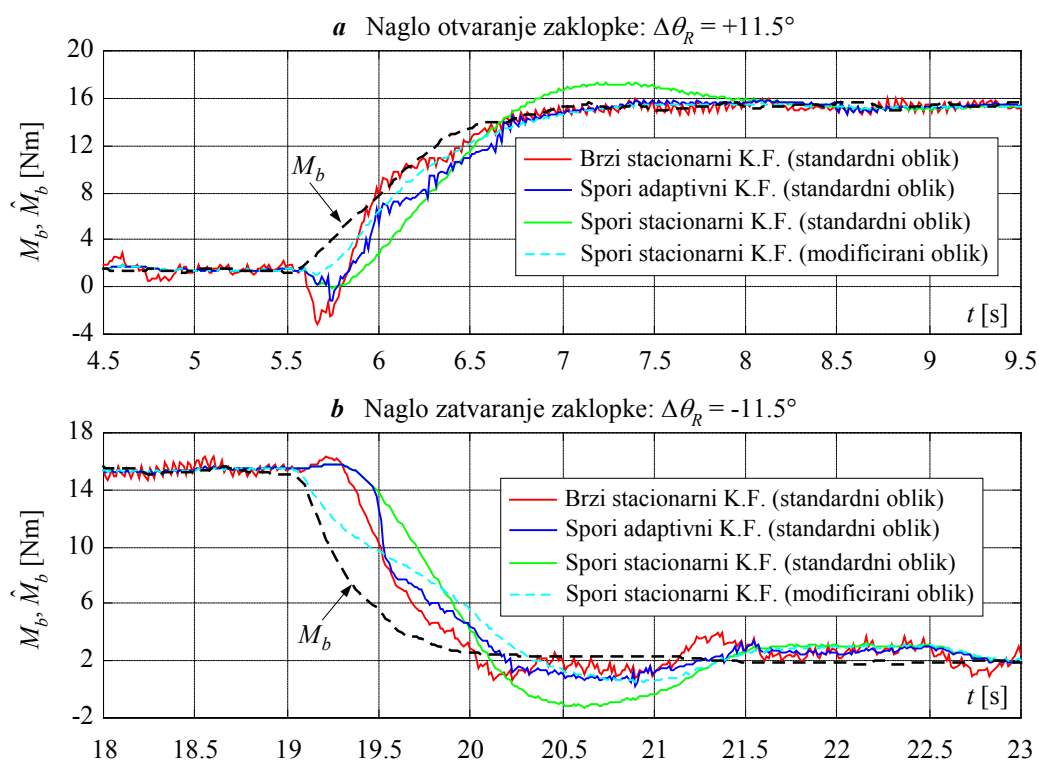 a Naglo otvaranje zaklopke: Δθ_R = +11.5°
20
16
12
8
4
0
-4
M_b, M̂_b [Nm]
M_b
Brzi stacionarni K.F. (standardni oblik)
Spori adaptivni K.F. (standardni oblik)
Spori stacionarni K.F. (standardni oblik)
Spori stacionarni K.F. (modificirani oblik)
t [s]
4.5 5 5.5 6 6.5 7 7.5 8 8.5 9 9.5
b Naglo zatvaranje zaklopke: Δθ_R = -11.5°
18
14
10
6
2
-2
M_b, M̂_b [Nm]
M_b
Brzi stacionarni K.F. (standardni oblik)
Spori adaptivni K.F. (standardni oblik)
Spori stacionarni K.F. (standardni oblik)
Spori stacionarni K.F. (modificirani oblik)
t [s]
18 18.5 19 19.5 20 20.5 21 21.5 22 22.5 23